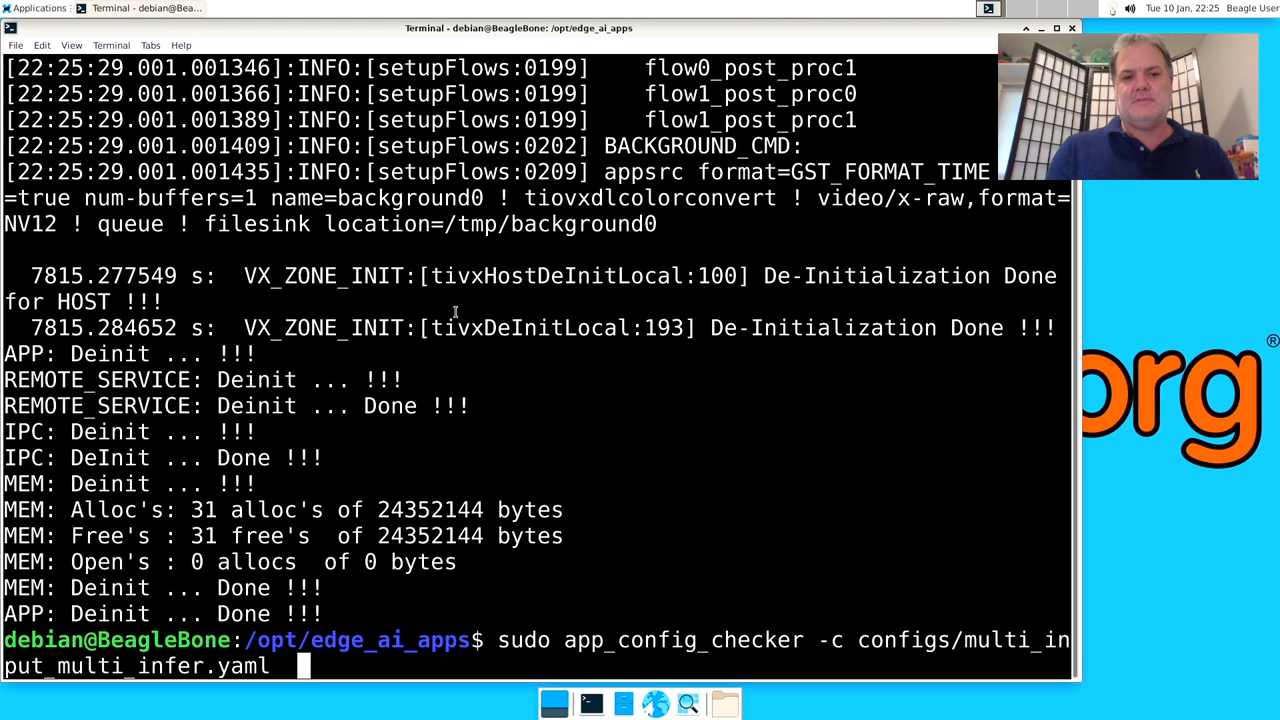 Applications
Terminal - debian@Bea...
Tue 10 Jan, 22:25
Beagle User
Terminal - debian@BeagleBone: /opt/edge_ai_apps
File Edit View Terminal Tabs Help
[22:25:29.001.001346]:INFO:[setupFlows:0199] flow0_post_proc1
[22:25:29.001.001366]:INFO:[setupFlows:0199] flow1_post_proc0
[22:25:29.001.001389]:INFO:[setupFlows:0199] flow1_post_proc1
[22:25:29.001.001409]:INFO:[setupFlows:0202] BACKGROUND_CMD:
[22:25:29.001.001435]:INFO:[setupFlows:0209] appsrc format=GST_FORMAT_TIME
=true num-buffers=1 name=background0 ! tiovxdlcolorconvert ! video/x-raw,format=
NV12 ! queue ! filesink location=/tmp/background0
7815.277549 s: VX_ZONE_INIT:[tivxHostDeInitLocal:100] De-Initialization Done
for HOST !!!
7815.284652 s: VX_ZONE_INIT:[tivxDeInitLocal:193] De-Initialization Done !!!
APP: Deinit ... !!!
REMOTE_SERVICE: Deinit ... !!!
REMOTE_SERVICE: Deinit ... Done !!!
IPC: Deinit ... !!!
IPC: DeInit ... Done !!!
MEM: Deinit ... !!!
MEM: Alloc's: 31 alloc's of 24352144 bytes
MEM: Free's : 31 free's of 24352144 bytes
MEM: Open's : 0 allocs of 0 bytes
MEM: Deinit ... Done !!!
APP: Deinit ... Done !!!
debian@BeagleBone:/opt/edge_ai_apps$ sudo app_config_checker -c configs/multi_in
put_multi_infer.yaml
org®